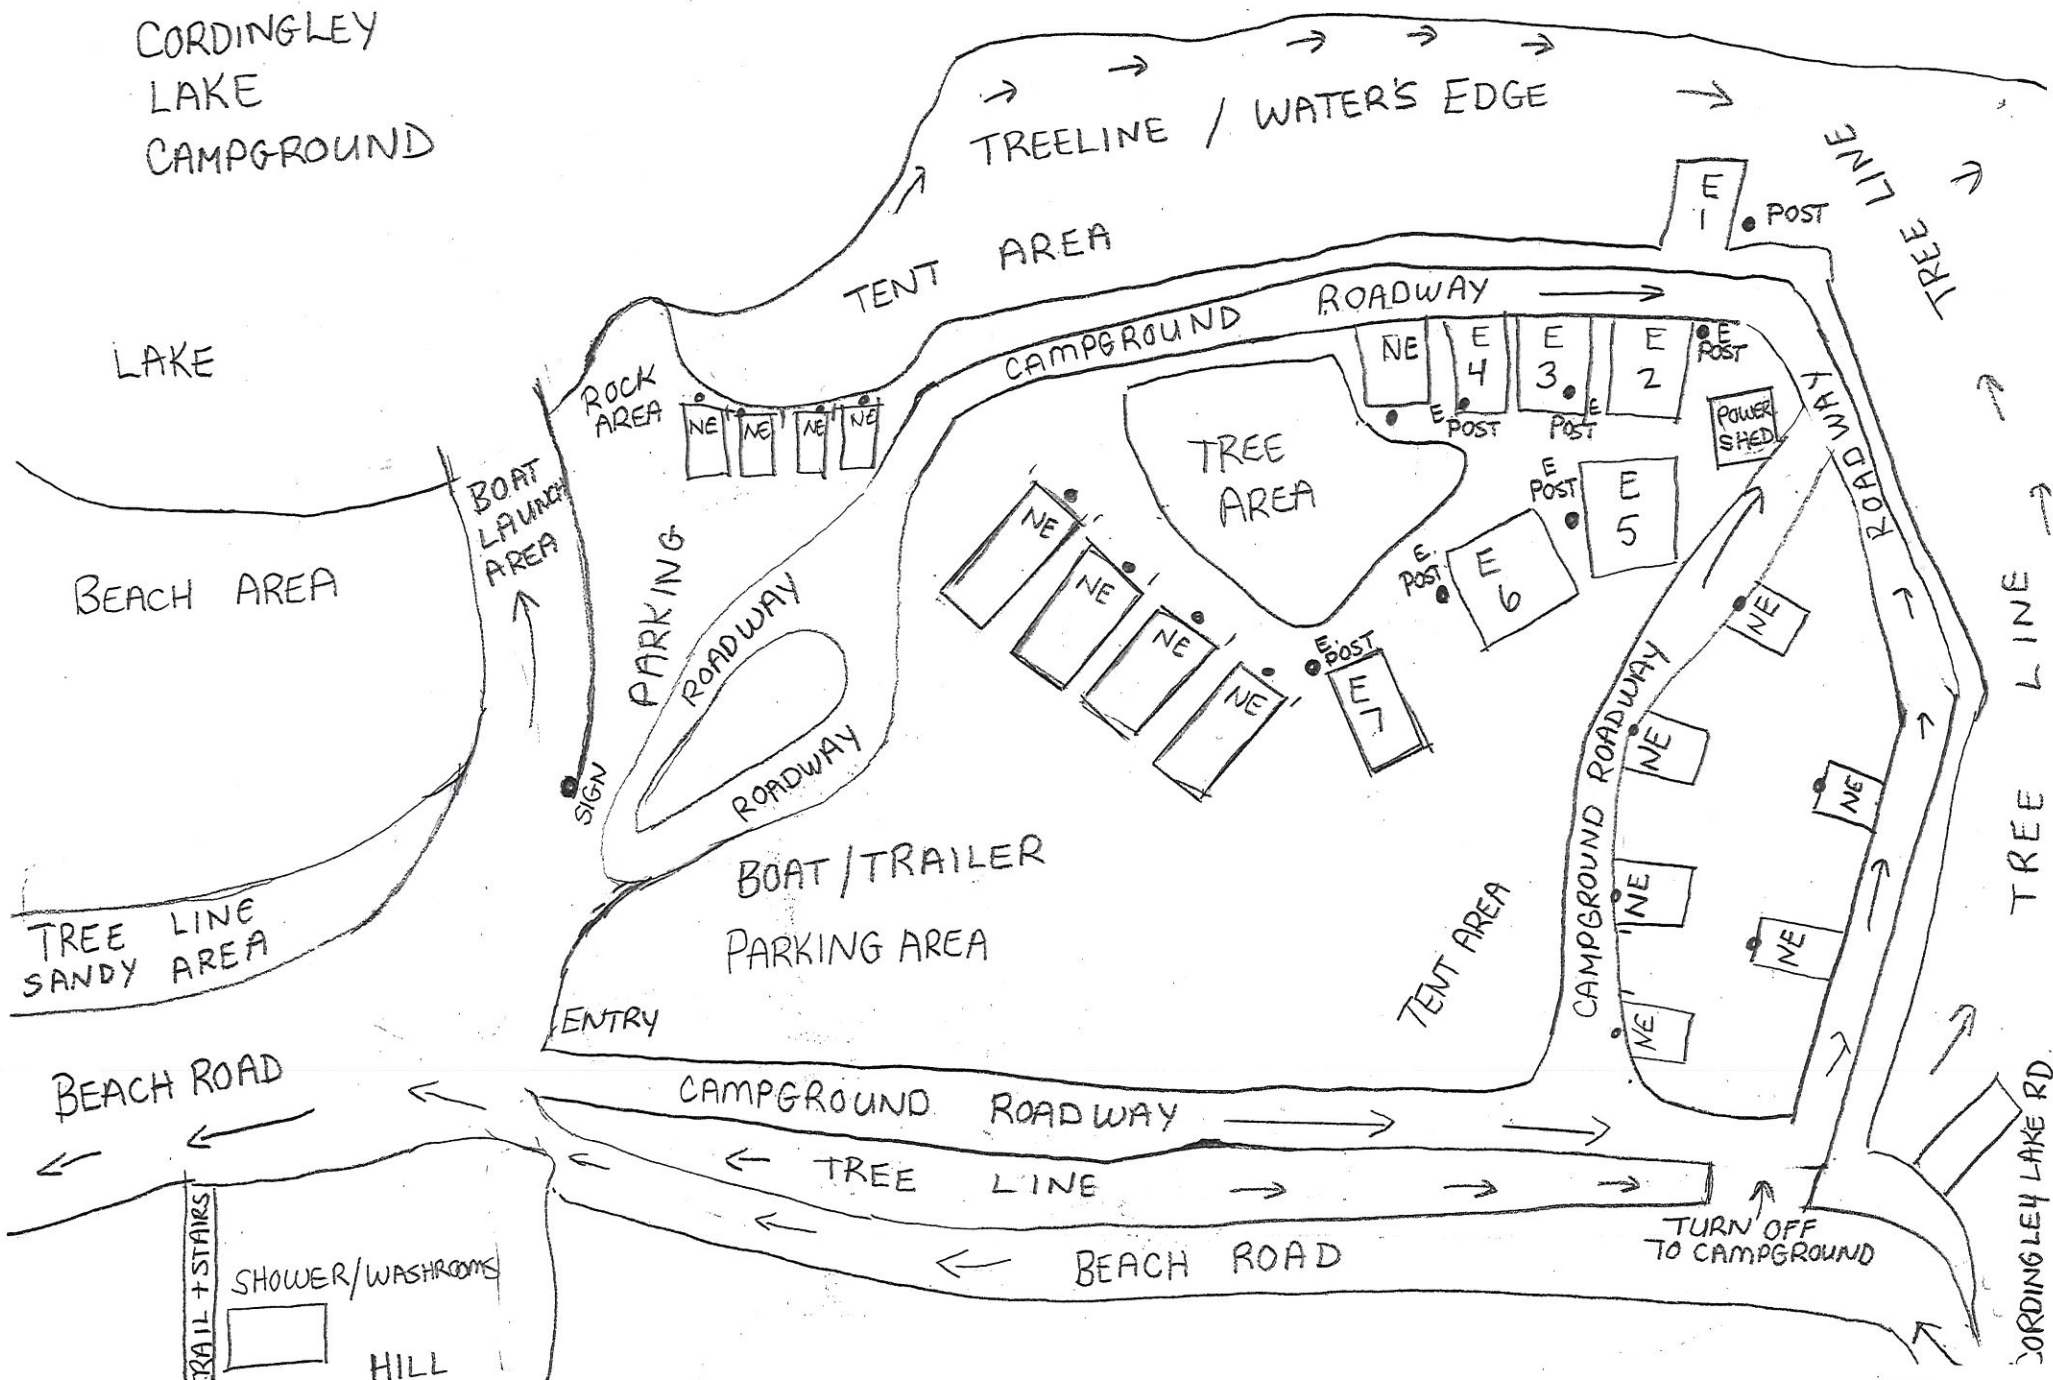 CORDINGLEY
LAKE
CAMPGROUND
TREELINE / WATER'S EDGE
TREE LINE
E
1
POST
TENT AREA
CAMPGROUND ROADWAY
LAKE
ROCK
AREA
NE
NE
NE
NE
NE
E
4
E
POST
E
3
E
POST
E
2
E
POST
POWER
SHED
ROADWAY
ROADWAY
TREE
AREA
BOAT
LAUNCH
AREA
BEACH AREA
PARKING
ROADWAY
ROADWAY
SIGN
NE
NE
NE
NE
E
POST
E
5
E
POST
E
6
E
POST
E
7
NE
NE
NE
NE
NE
NE
CAMPGROUND ROADWAY
TREE LINE
BOAT/TRAILER
PARKING AREA
TENT AREA
TREE LINE
SANDY AREA
ENTRY
BEACH ROAD
CAMPGROUND ROADWAY
TREE LINE
TURN OFF
TO CAMPGROUND
BEACH ROAD
CORDINGLEY LAKE RD.
TRAIL + STAIRS
SHOWER/WASHROOMS
HILL